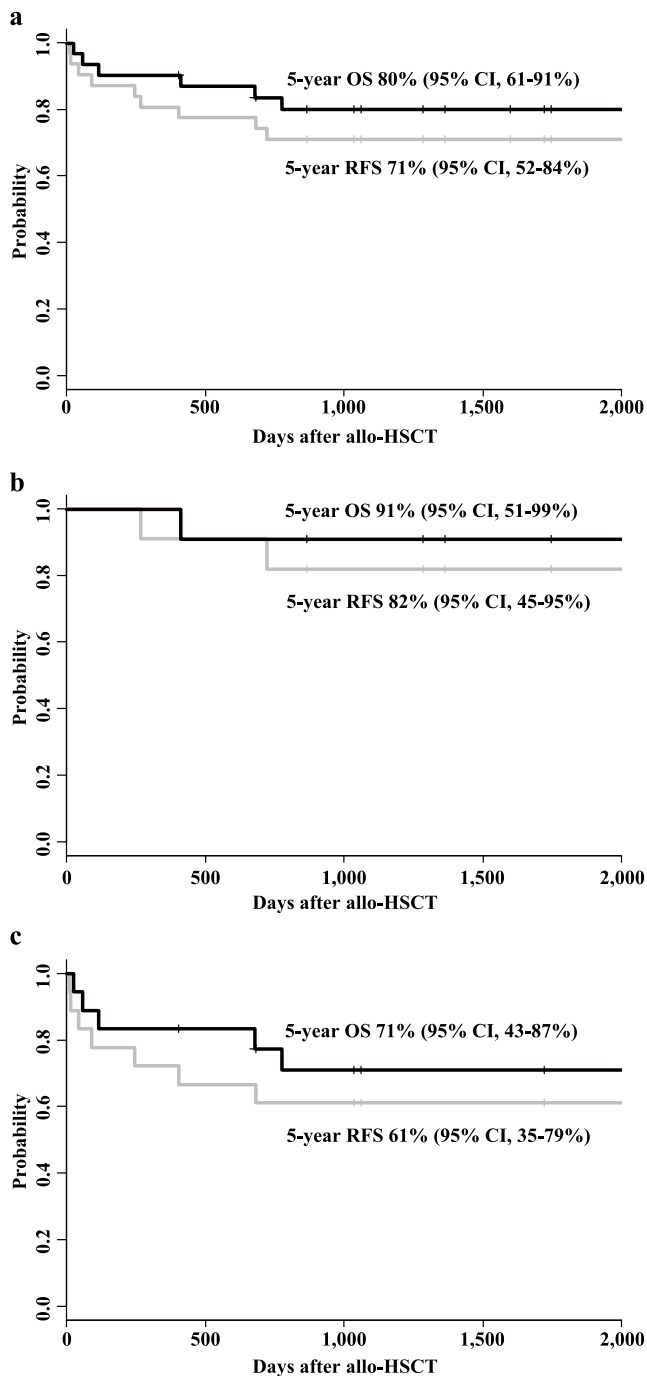 a
1.0
0.8
0.6
0.4
0.2
0.0
Probability
5-year OS 80% (95% CI, 61-91%)
5-year RFS 71% (95% CI, 52-84%)
0 500 1,000 1,500 2,000
Days after allo-HSCT
b
1.0
0.8
0.6
0.4
0.2
0.0
Probability
5-year OS 91% (95% CI, 51-99%)
5-year RFS 82% (95% CI, 45-95%)
0 500 1,000 1,500 2,000
Days after allo-HSCT
c
1.0
0.8
0.6
0.4
0.2
0.0
Probability
5-year OS 71% (95% CI, 43-87%)
5-year RFS 61% (95% CI, 35-79%)
0 500 1,000 1,500 2,000
Days after allo-HSCT